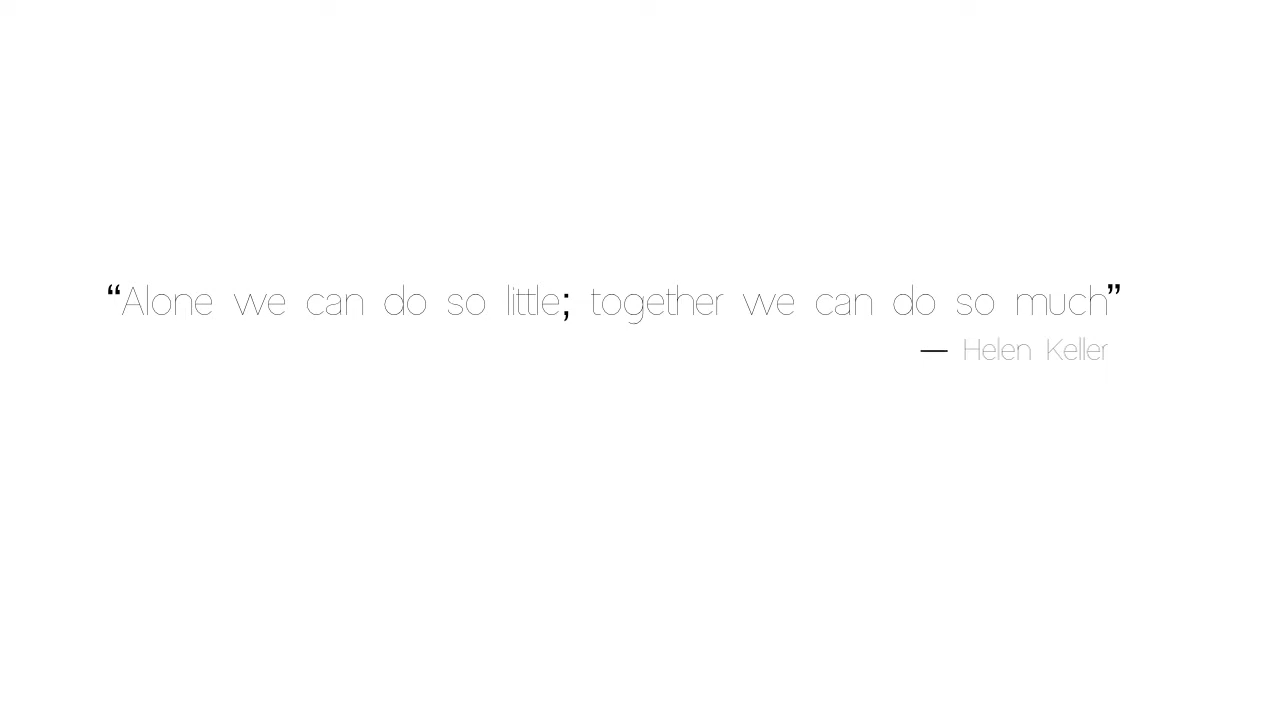 “Alone we can do so little; together we can do so much”
— Helen Keller